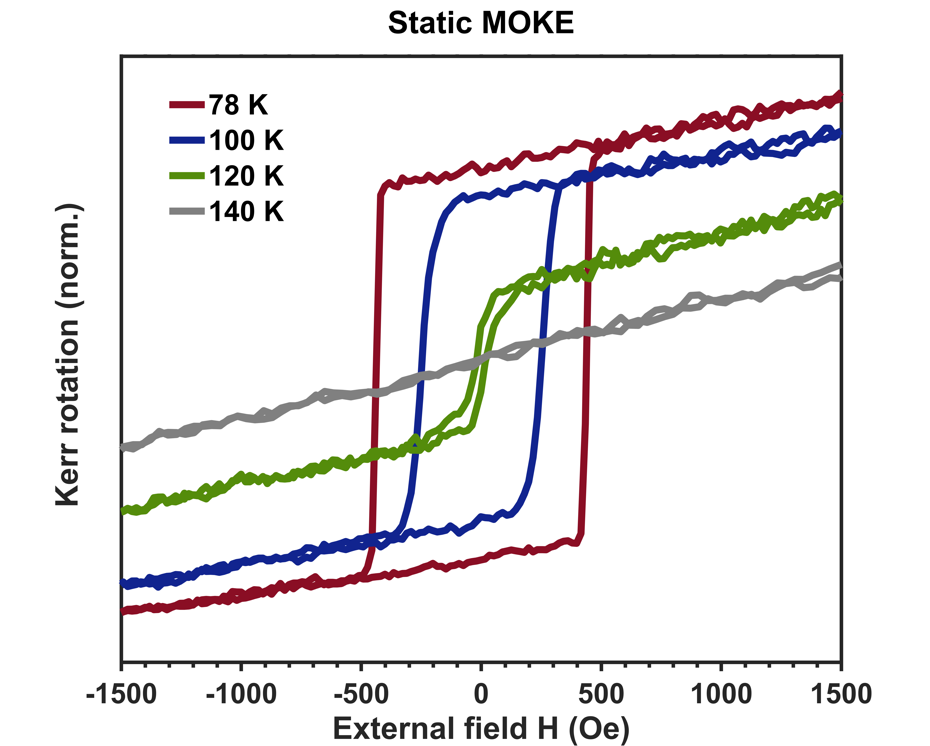 Static MOKE
78 K
100 K
120 K
140 K
Kerr rotation (norm.)
-1500 -1000 -500 0 500 1000 1500
External field H (Oe)